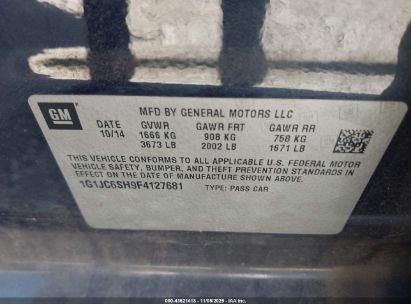 GM
MFD BY GENERAL MOTORS LLC
DATE GVWR GAWR FRT GAWR RR
10/14 1666 KG 908 KG 758 KG
3673 LB 2002 LB 1671 LB
THIS VEHICLE CONFORMS TO ALL APPLICABLE U.S. FEDERAL MOTOR
VEHICLE SAFETY, BUMPER, AND THEFT PREVENTION STANDARDS
IN EFFECT ON THE DATE OF MANUFACTURE SHOWN ABOVE.
1G1JC6SH9F4127681 TYPE: PASS CAR